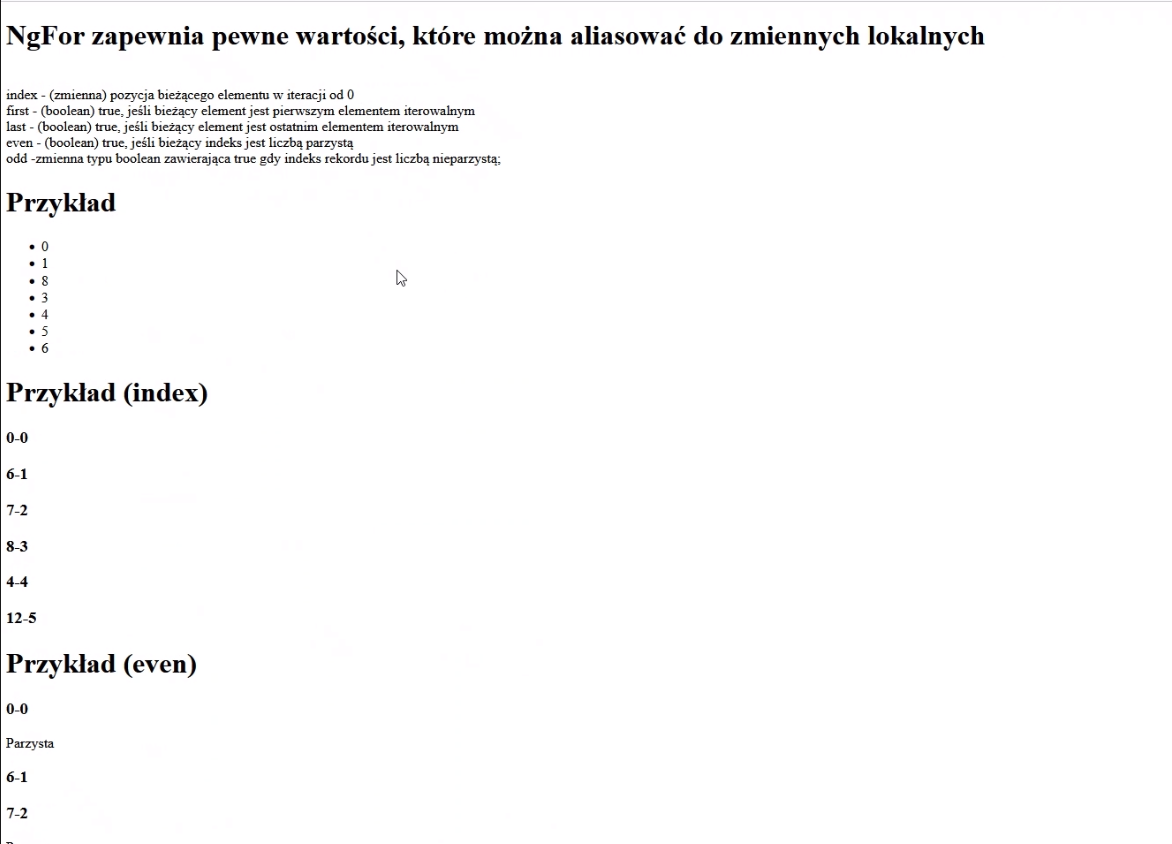 NgFor zapewnia pewne wartości, które można aliasować do zmiennych lokalnych
index - (zmienna) pozycja bieżącego elementu w iteracji od 0
first - (boolean) true, jeśli bieżący element jest pierwszym elementem iterowalnym
last - (boolean) true, jeśli bieżący element jest ostatnim elementem iterowalnym
even - (boolean) true, jeśli bieżący indeks jest liczbą parzystą
odd -zmienna typu boolean zawierająca true gdy indeks rekordu jest liczbą nieparzystą;
Przykład
• 0
• 1
• 8
• 3
• 4
• 5
• 6
Przykład (index)
0-0
6-1
7-2
8-3
4-4
12-5
Przykład (even)
0-0
Parzysta
6-1
7-2